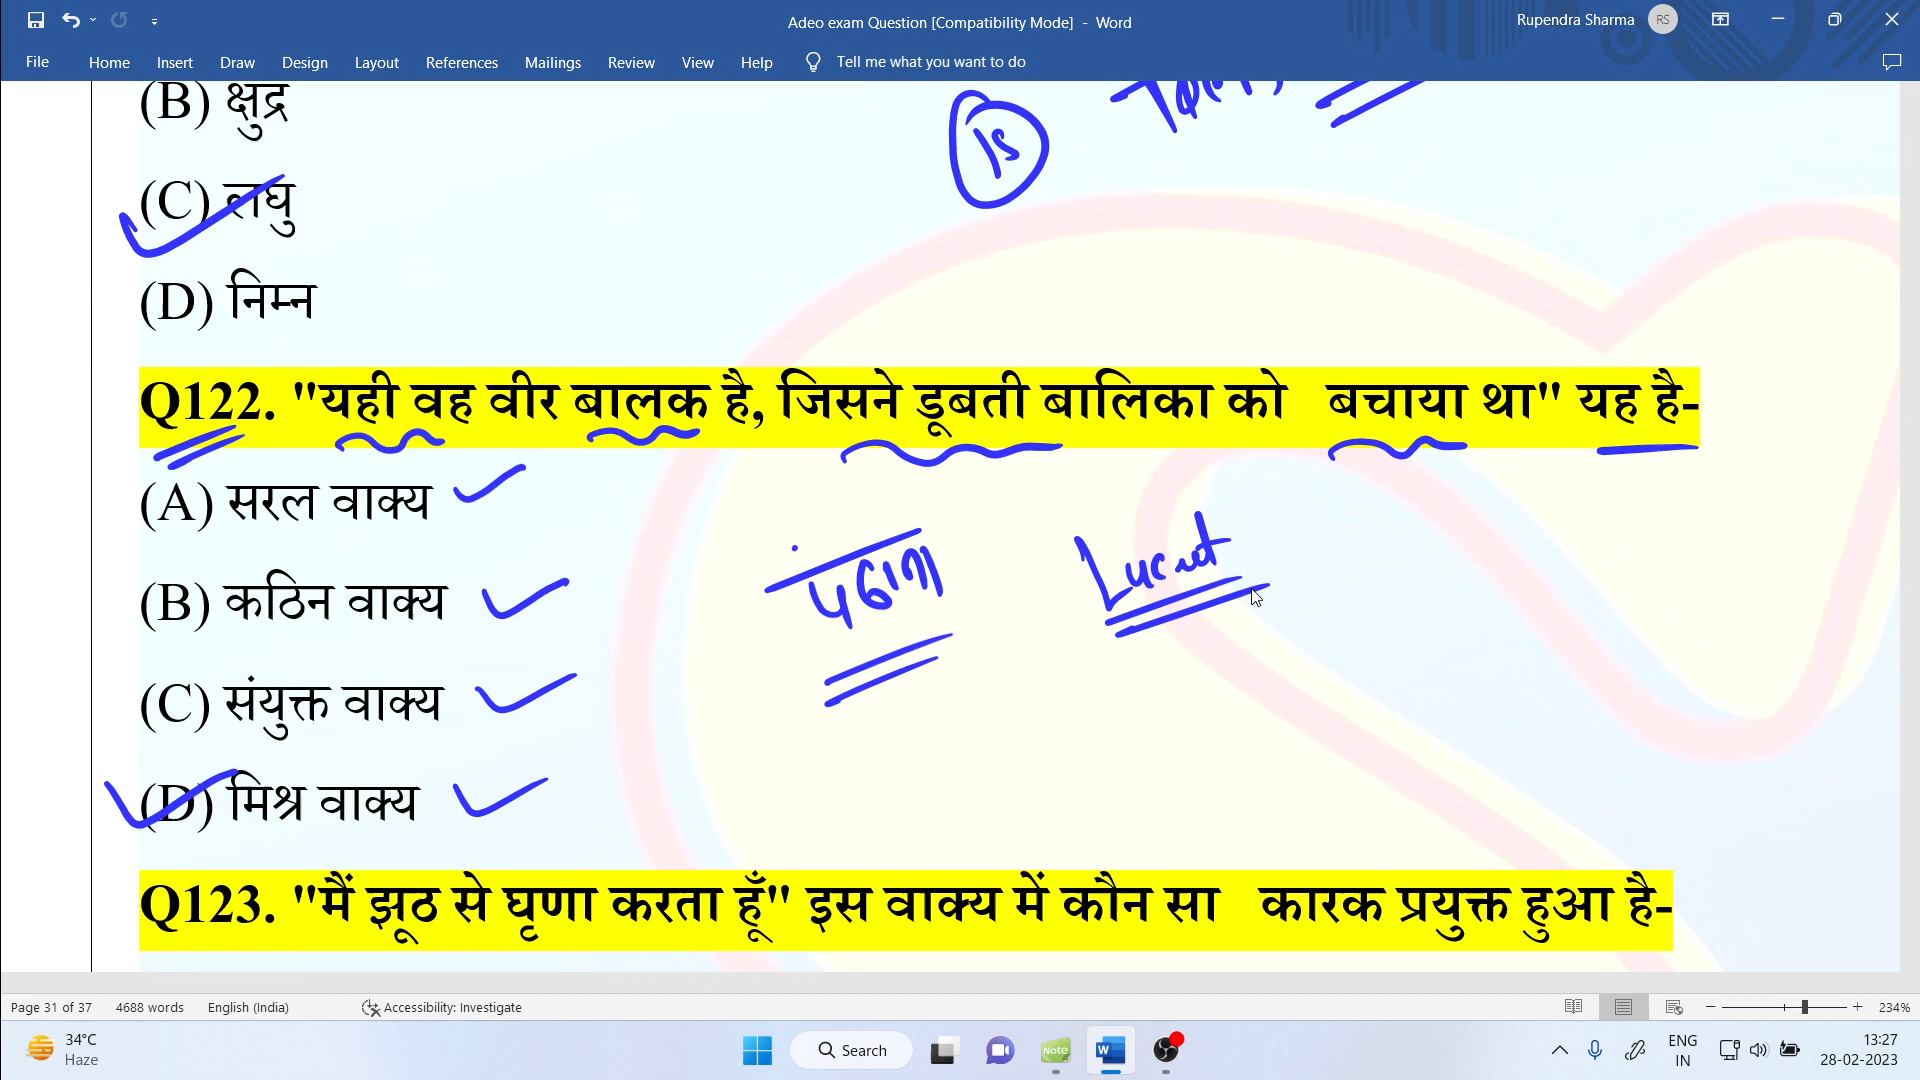 Adeo exam Question [Compatibility Mode] - Word
Rupendra Sharma RS
File Home Insert Draw Design Layout References Mailings Review View Help Tell me what you want to do
(B) क्षुद्र
15
(C) लघु
(D) निम्न
Q122. "यही वह वीर बालक है, जिसने डूबती बालिका को बचाया था" यह है-
(A) सरल वाक्य
Lucent
(B) कठिन वाक्य
(C) संयुक्त वाक्य
(D) मिश्र वाक्य
Q123. "मैं झूठ से घृणा करता हूँ" इस वाक्य में कौन सा कारक प्रयुक्त हुआ है-
Page 31 of 37 4688 words English (India) Accessibility: Investigate 234%
34°C
Haze
Search
Note
ENG
IN
13:27
28-02-2023